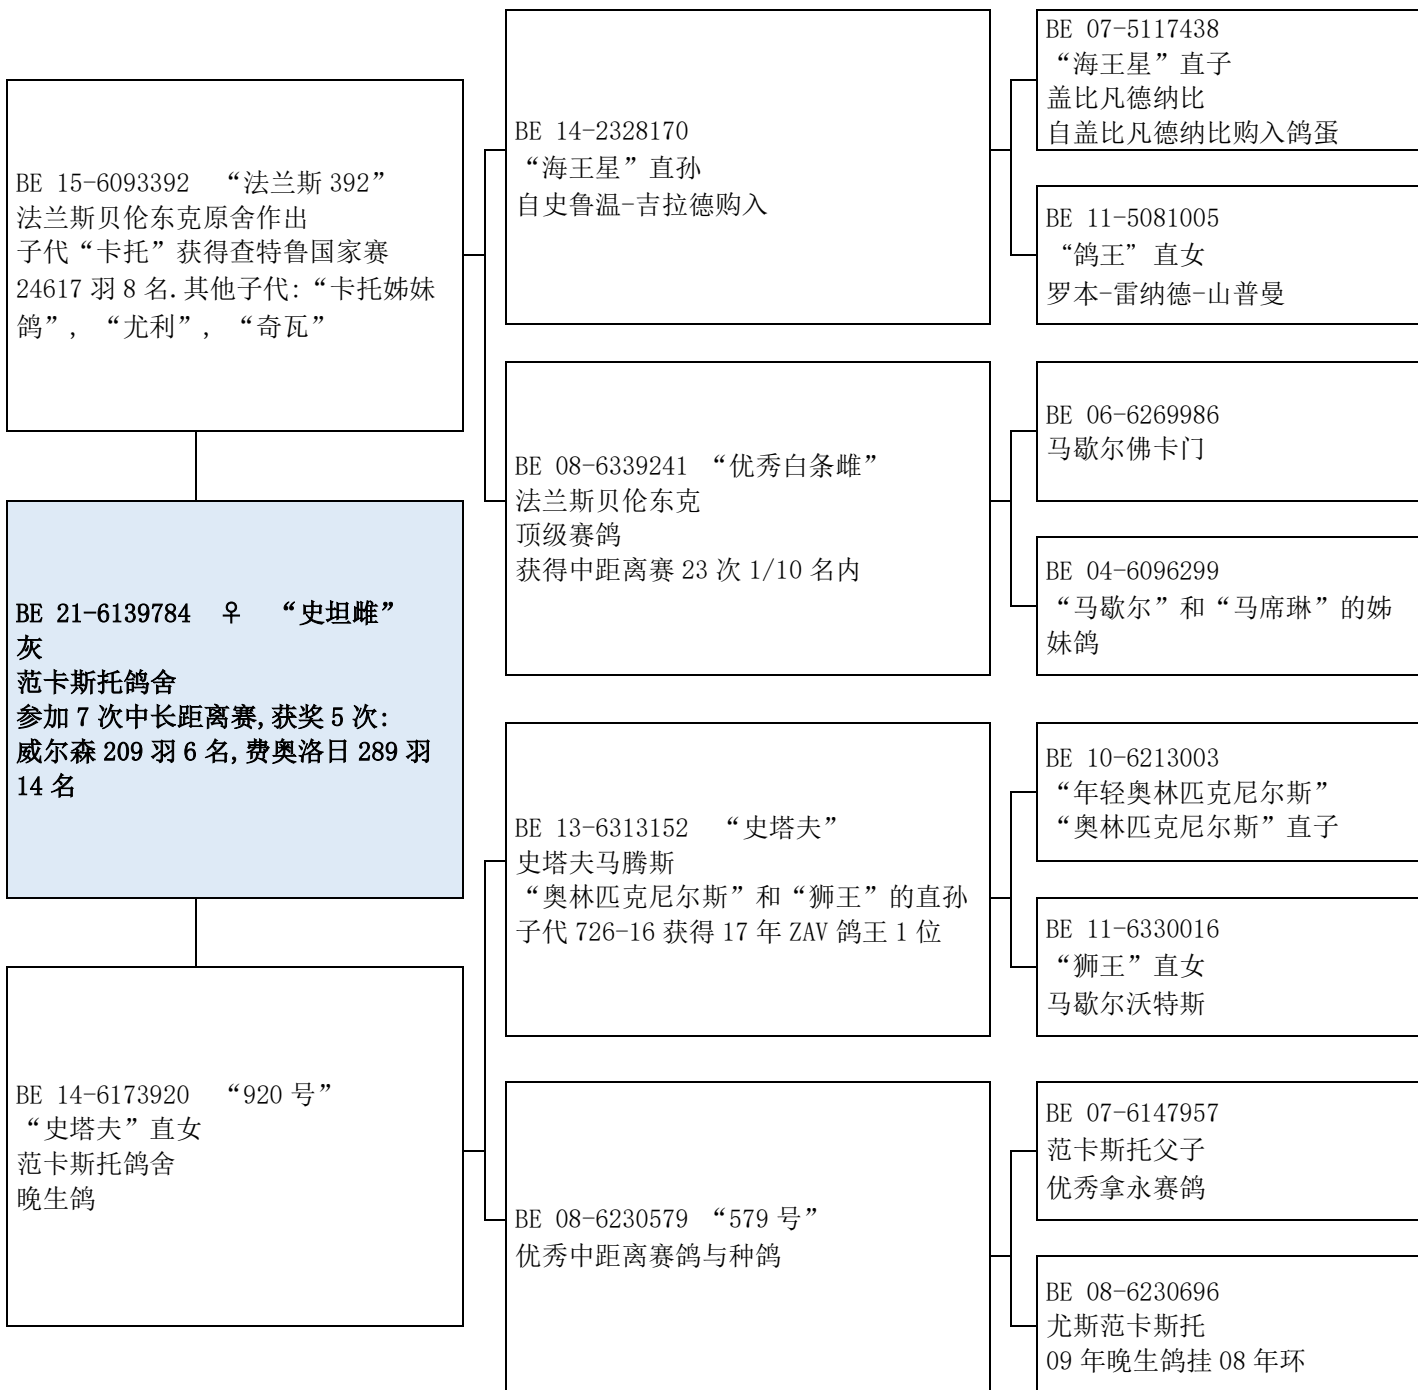 BE 15-6093392 “法兰斯 392”
法兰斯贝伦东克原舍作出
子代“卡托”获得查特鲁国家赛
24617 羽 8 名.其他子代:“卡托姊妹
鸽”, “尤利”, “奇瓦”
BE 21-6139784 ♀ “史坦雌”
灰
范卡斯托鸽舍
参加 7 次中长距离赛,获奖 5 次:
威尔森 209 羽 6 名,费奥洛日 289 羽
14 名
BE 14-6173920 “920 号”
“史塔夫”直女
范卡斯托鸽舍
晚生鸽
BE 14-2328170
“海王星”直孙
自史鲁温-吉拉德购入
BE 08-6339241 “优秀白条雌”
法兰斯贝伦东克
顶级赛鸽
获得中距离赛 23 次 1/10 名内
BE 13-6313152 “史塔夫”
史塔夫马腾斯
“奥林匹克尼尔斯”和“狮王”的直孙
子代 726-16 获得 17 年 ZAV 鸽王 1 位
BE 08-6230579 “579 号”
优秀中距离赛鸽与种鸽
BE 07-5117438
“海王星”直子
盖比凡德纳比
自盖比凡德纳比购入鸽蛋
BE 11-5081005
“鸽王”直女
罗本-雷纳德-山普曼
BE 06-6269986
马歇尔佛卡门
BE 04-6096299
“马歇尔”和“马席琳”的姊
妹鸽
BE 10-6213003
“年轻奥林匹克尼尔斯”
“奥林匹克尼尔斯”直子
BE 11-6330016
“狮王”直女
马歇尔沃特斯
BE 07-6147957
范卡斯托父子
优秀拿永赛鸽
BE 08-6230696
尤斯范卡斯托
09 年晚生鸽挂 08 年环